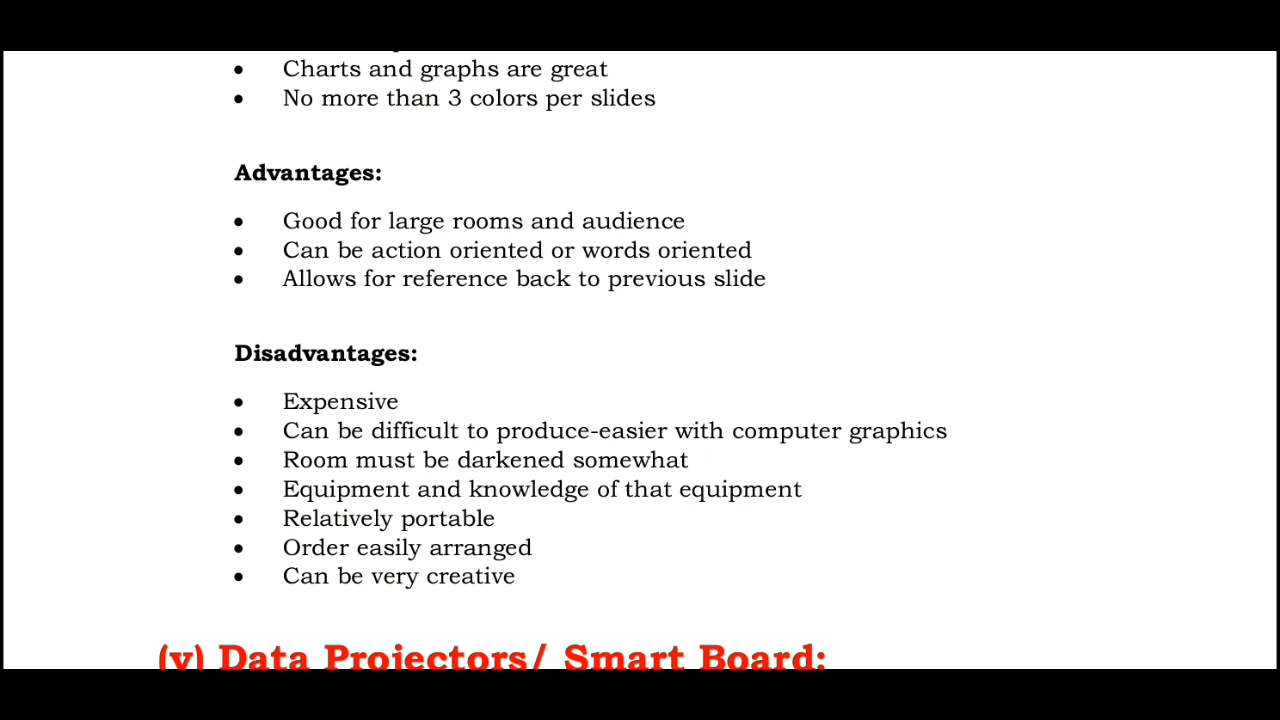 Charts and graphs are great
No more than 3 colors per slides
Advantages:
Good for large rooms and audience
Can be action oriented or words oriented
Allows for reference back to previous slide
Disadvantages:
Expensive
Can be difficult to produce-easier with computer graphics
Room must be darkened somewhat
Equipment and knowledge of that equipment
Relatively portable
Order easily arranged
Can be very creative
(v) Data Projectors/ Smart Board: